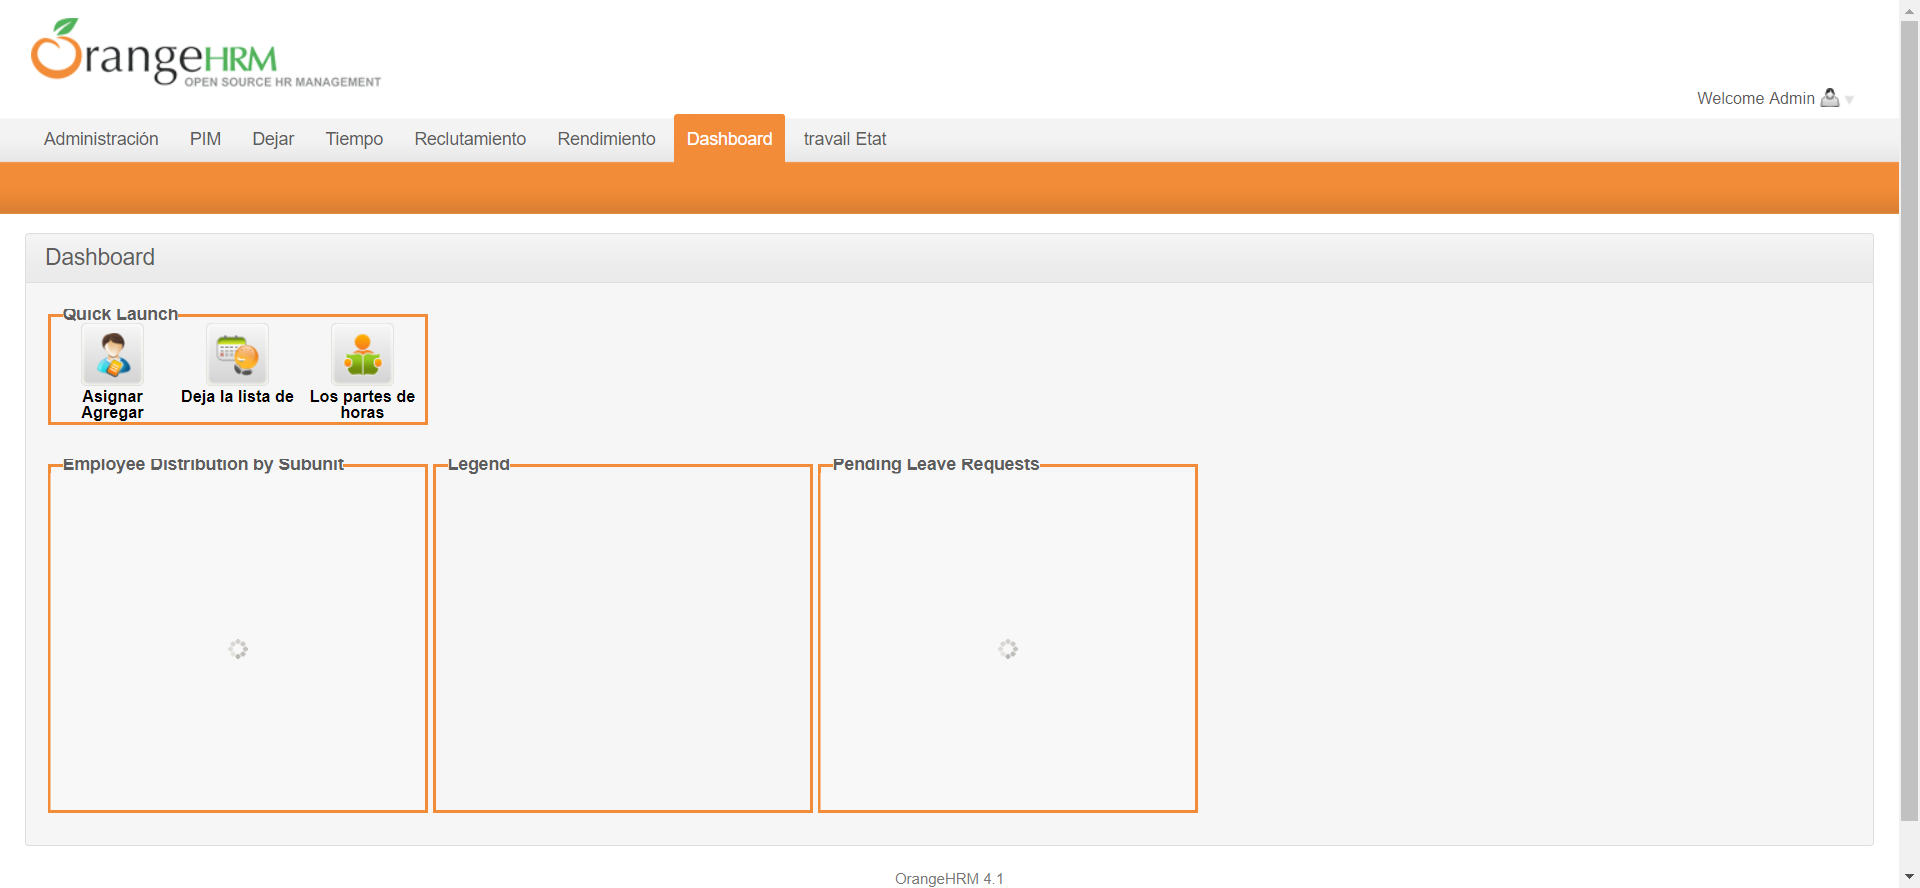 OrangeHRM
OPEN SOURCE HR MANAGEMENT
Welcome Admin
Administración PIM Dejar Tiempo Reclutamiento Rendimiento Dashboard travail Etat
Dashboard
Quick Launch
Asignar Agregar
Deja la lista de
Los partes de horas
Employee Distribution by Subunit
Legend
Pending Leave Requests
OrangeHRM 4.1